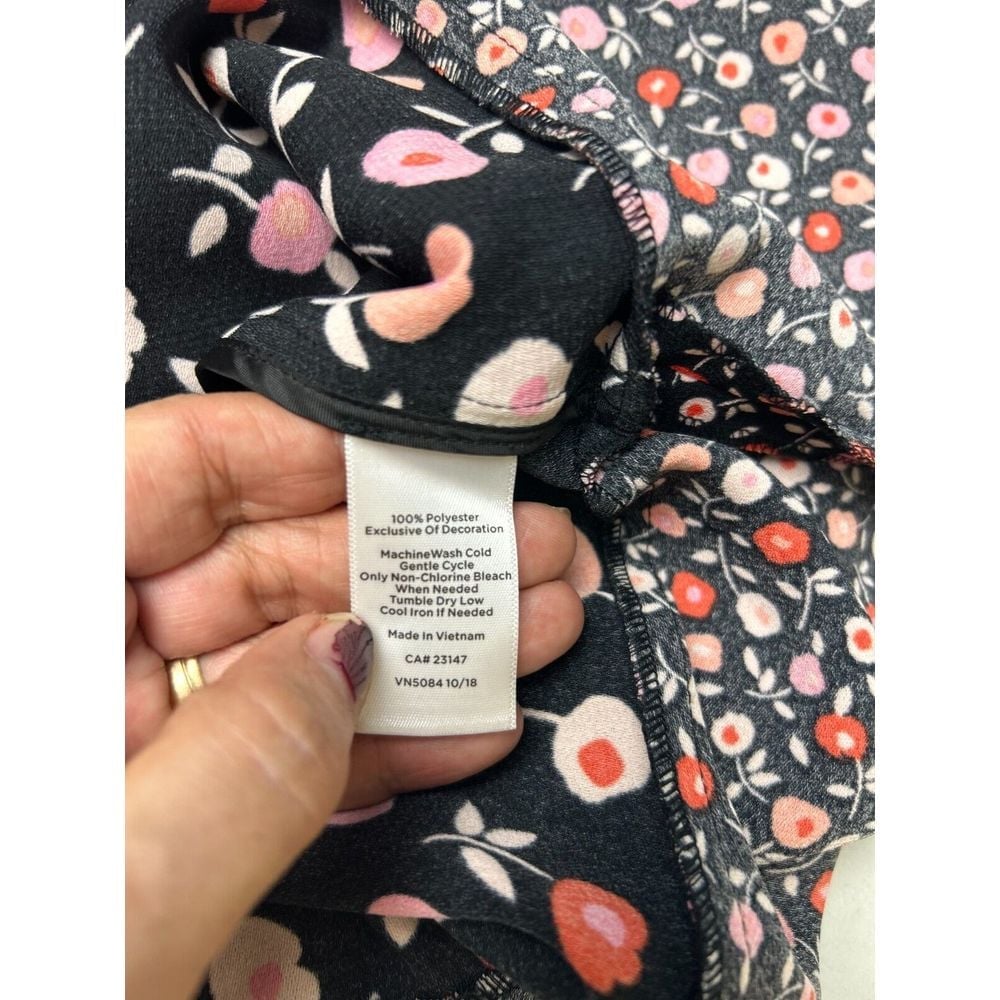 100% Polyester
Exclusive Of Decoration
MachineWash Cold
Gentle Cycle
Only Non-Chlorine Bleach
When Needed
Tumble Dry Low
Cool Iron If Needed
Made In Vietnam
CA# 23147
VN5084 10/18